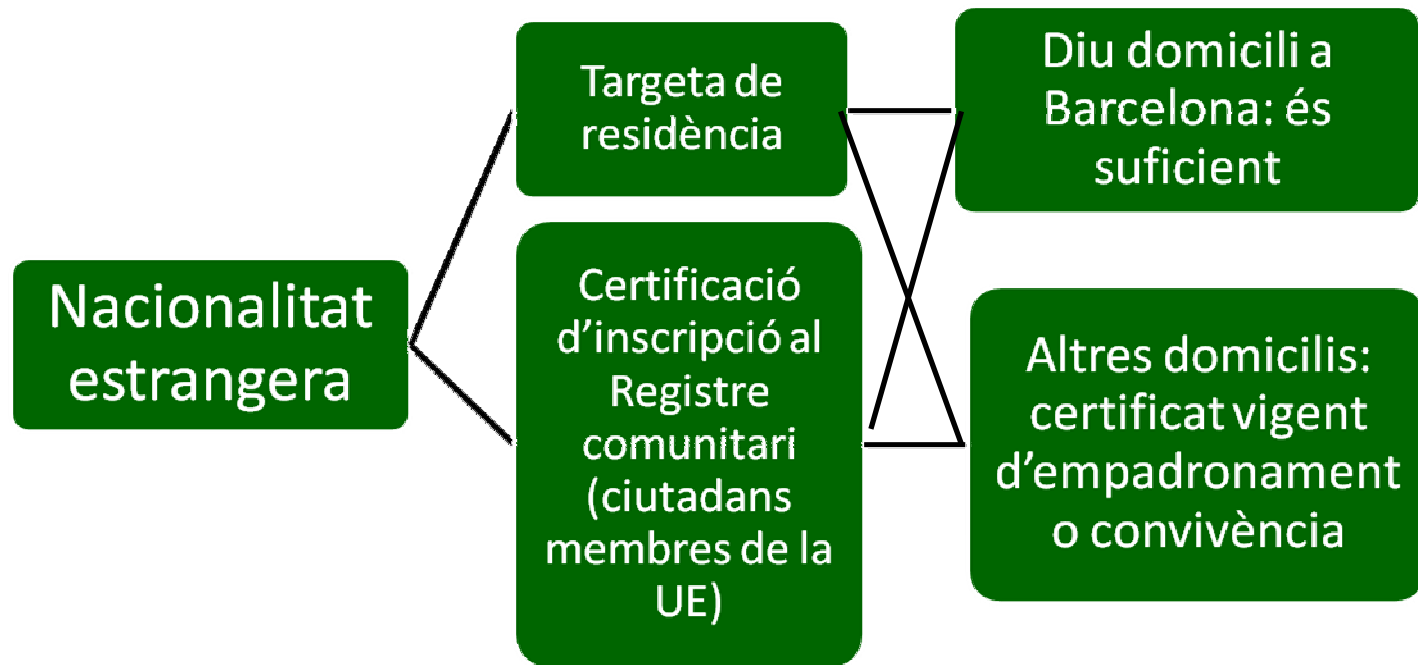 Nacionalitat
estrangera
Targeta de
residència
Certificació
d’inscripció al
Registre
comunitari
(ciutadans
membres de la
UE)
Diu domicili a
Barcelona: és
suficient
Altres domicilis:
certificat vigent
d’empadronament
o convivència